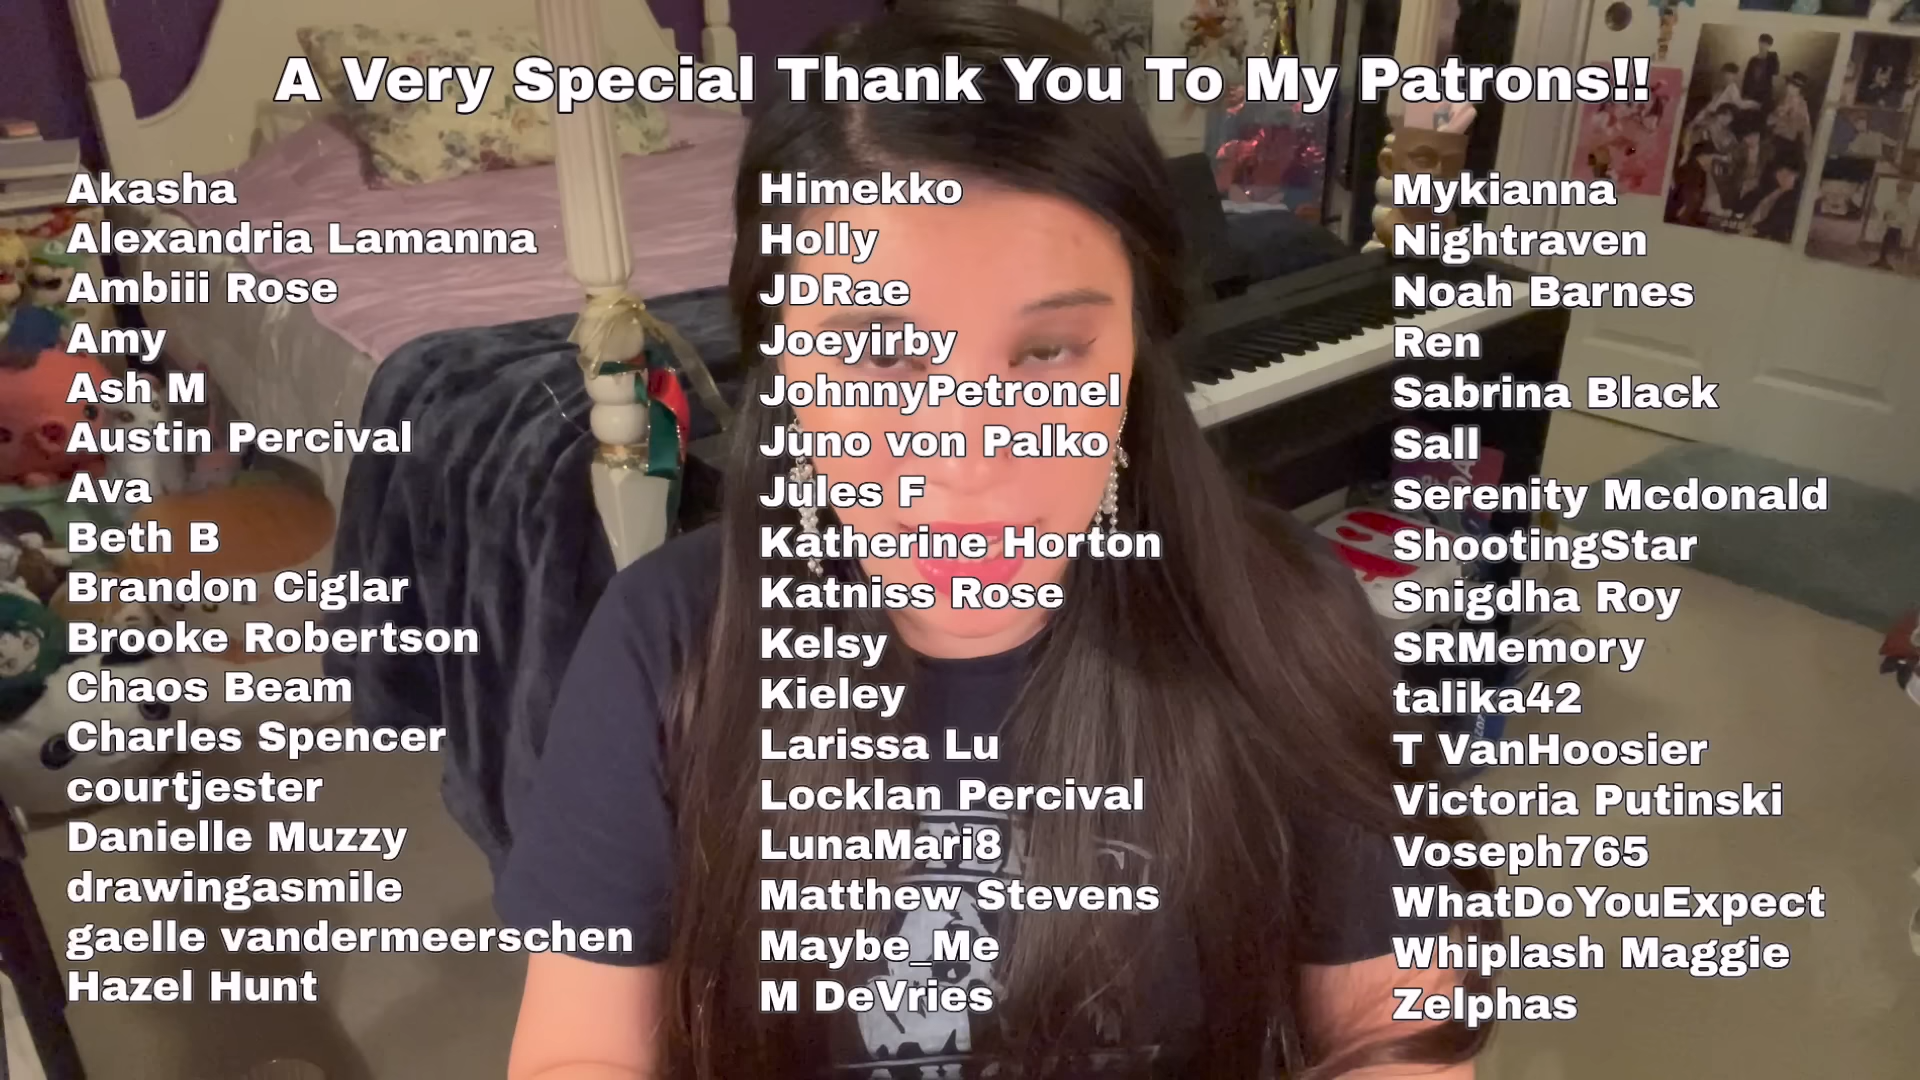 A Very Special Thank You To My Patrons!!
Akasha
Alexandria Lamanna
Ambiii Rose
Amy
Ash M
Austin Percival
Ava
Beth B
Brandon Ciglar
Brooke Robertson
Chaos Beam
Charles Spencer
courtjester
Danielle Muzzy
drawingasmile
gaelle vandermeerschen
Hazel Hunt
Himekko
Holly
JDRae
Joeyirby
JohnnyPetronel
Juno von Palko
Jules F
Katherine Horton
Katniss Rose
Kelsy
Kieley
Larissa Lu
Locklan Percival
LunaMari8
Matthew Stevens
Maybe_Me
M DeVries
Mykianna
Nightraven
Noah Barnes
Ren
Sabrina Black
Sall
Serenity Mcdonald
ShootingStar
Snigdha Roy
SRMemory
talika42
T VanHoosier
Victoria Putinski
Voseph765
WhatDoYouExpect
Whiplash Maggie
Zelphas